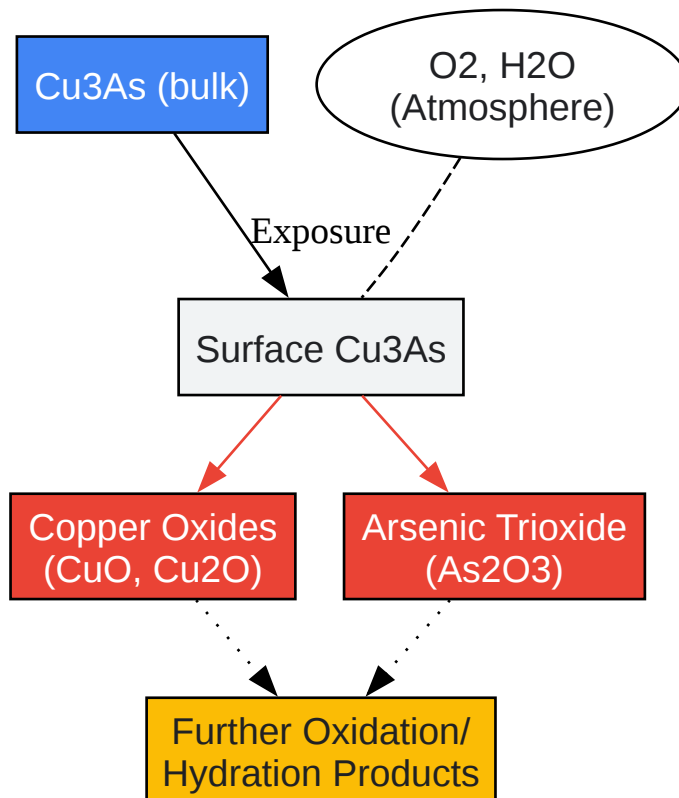 Cu3As (bulk)
O2, H2O
(Atmosphere)
Exposure
Surface Cu3As
Copper Oxides
(CuO, Cu2O)
Arsenic Trioxide
(As2O3)
Further Oxidation/
Hydration Products